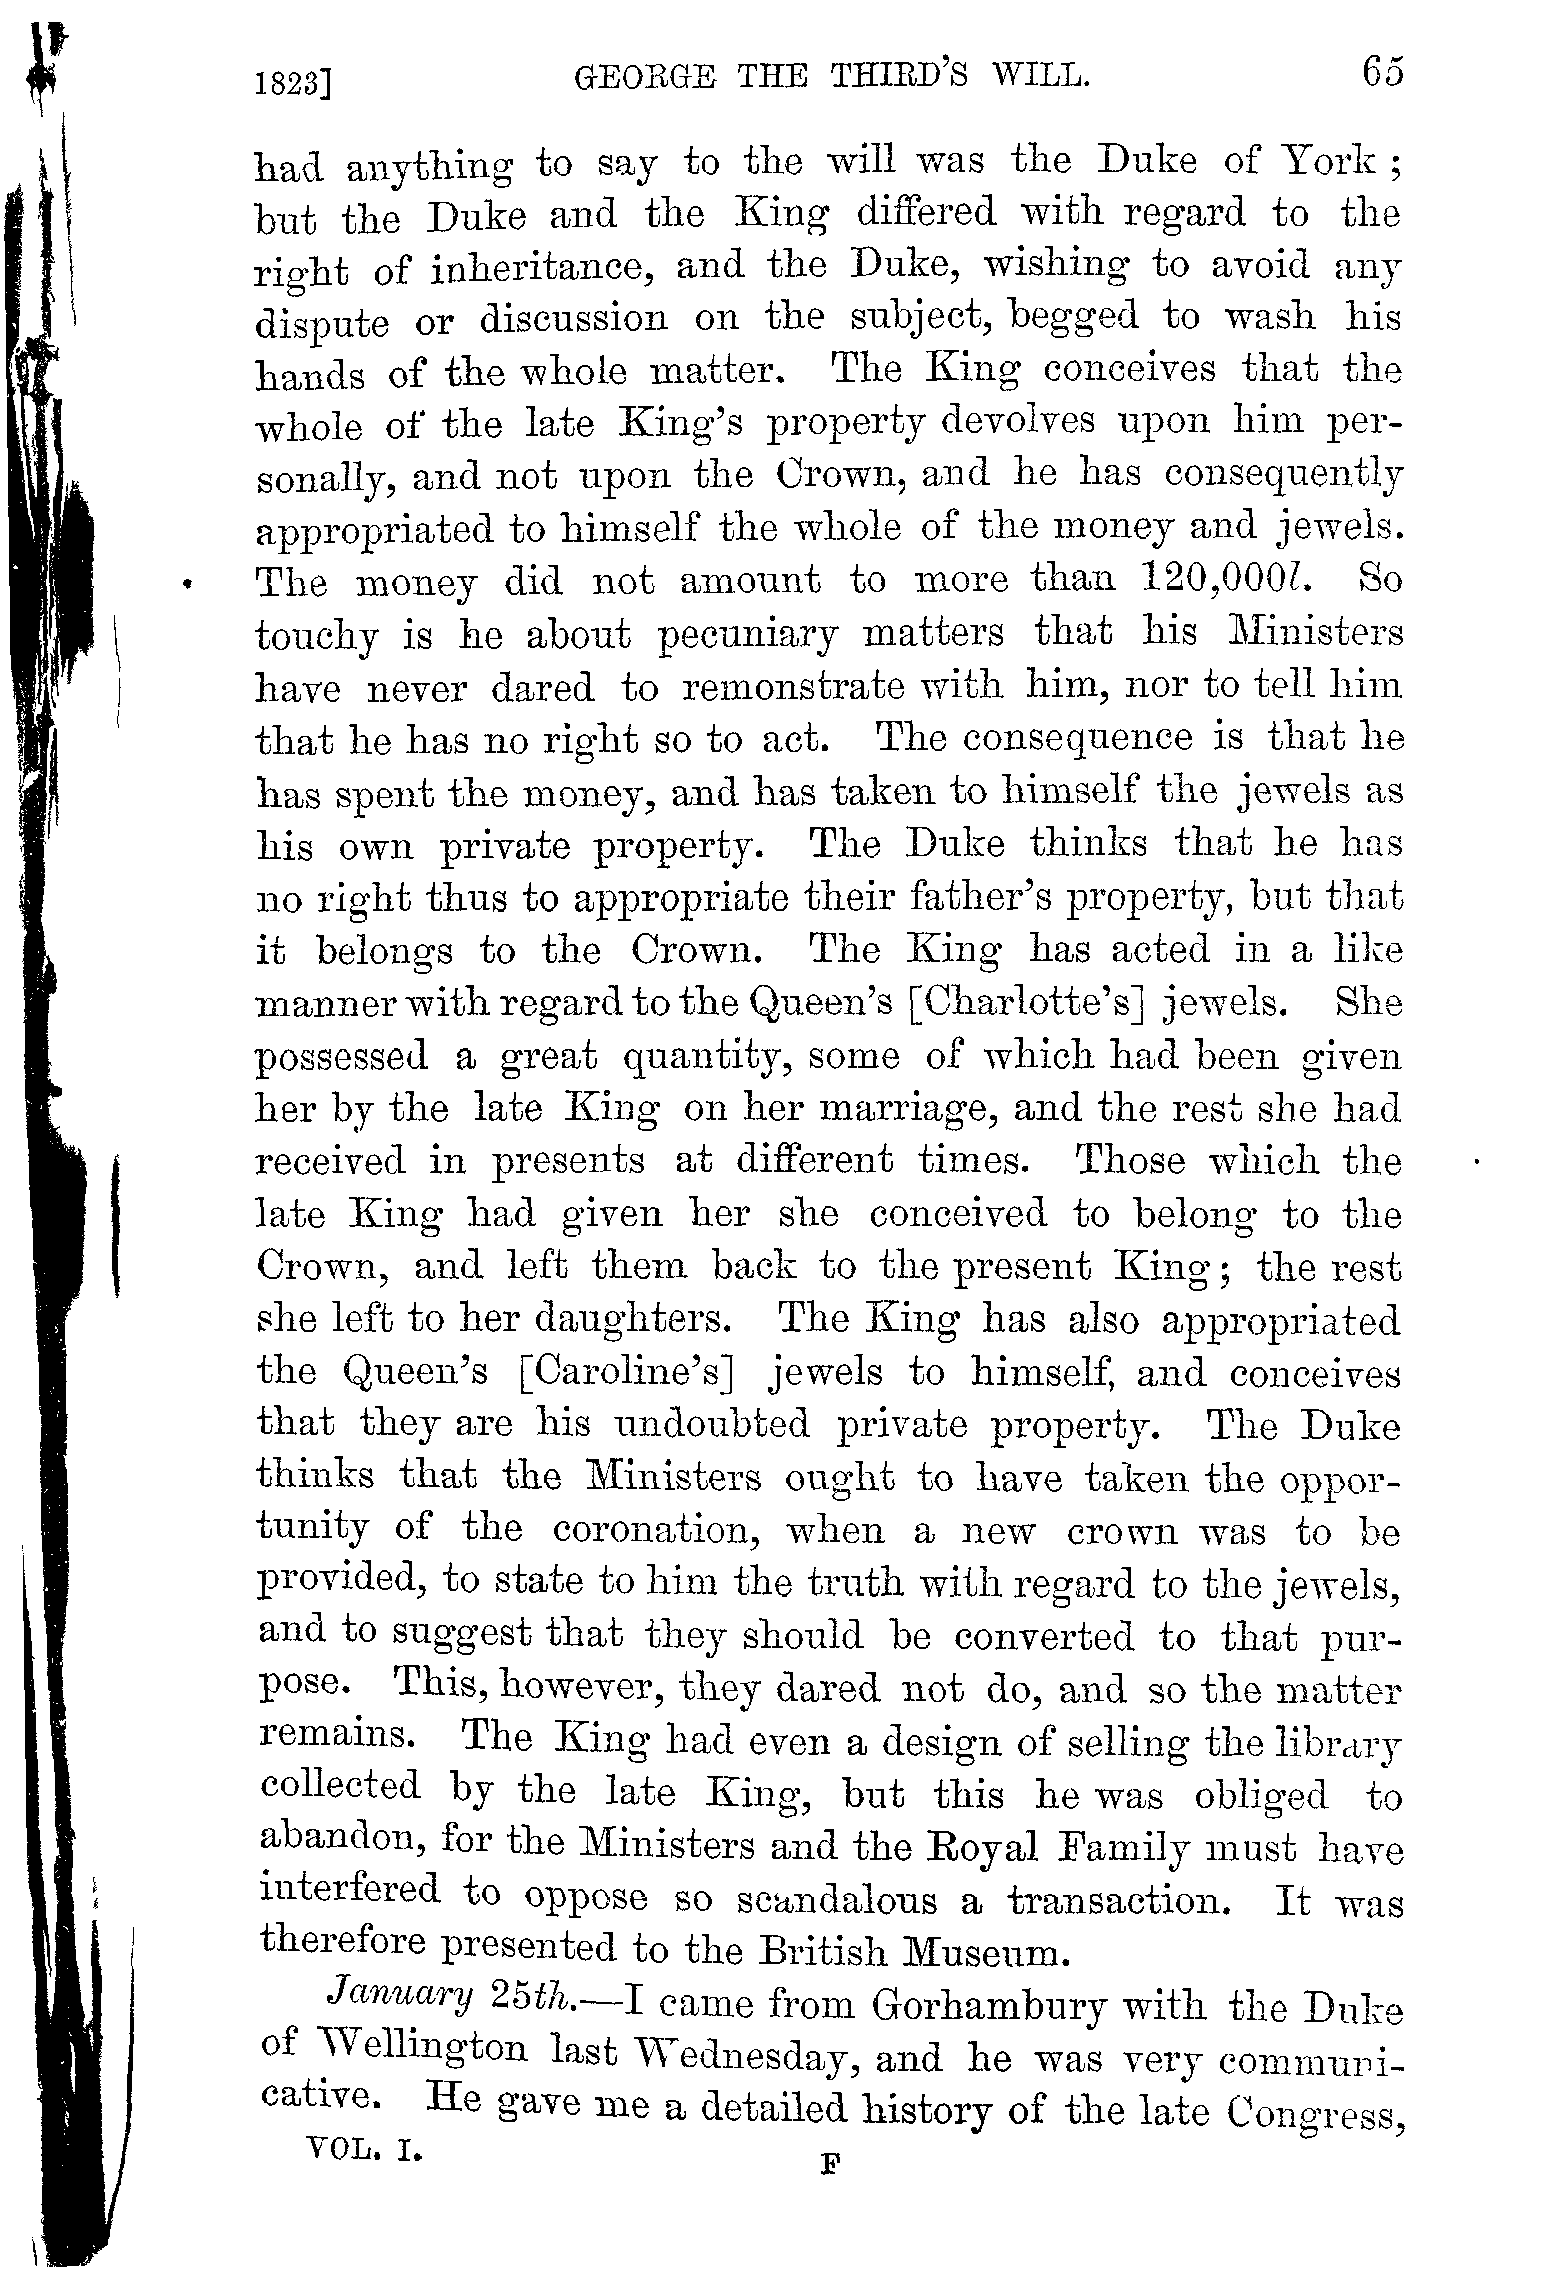 1823] GEORGE THE THIRD'S WILL. 65
had anything to say to the will was the Duke of York ;
but the Duke and the King differed with regard to the
right of inheritance, and the Duke, wishing to avoid any
dispute or discussion on the subject, begged to wash his
hands of the whole matter. The King conceives that the
whole of the late King's property devolves upon him per-
sonally, and not upon the Crown, and he has consequently
appropriated to himself the whole of the money and jewels.
The money did not amount to more than 120,000l. So
touchy is he about pecuniary matters that his Ministers
have never dared to remonstrate with him, nor to tell him
that he has no right so to act. The consequence is that he
has spent the money, and has taken to himself the jewels as
his own private property. The Duke thinks that he has
no right thus to appropriate their father's property, but that
it belongs to the Crown. The King has acted in a like
manner with regard to the Queen's [Charlotte's] jewels. She
possessed a great quantity, some of which had been given
her by the late King on her marriage, and the rest she had
received in presents at different times. Those which the
late King had given her she conceived to belong to the
Crown, and left them back to the present King; the rest
she left to her daughters. The King has also appropriated
the Queen's [Caroline's] jewels to himself, and conceives
that they are his undoubted private property. The Duke
thinks that the Ministers ought to have taken the oppor-
tunity of the coronation, when a new crown was to be
provided, to state to him the truth with regard to the jewels,
and to suggest that they should be converted to that pur-
pose. This, however, they dared not do, and so the matter
remains. The King had even a design of selling the library
collected by the late King, but this he was obliged to
abandon, for the Ministers and the Royal Family must have
interfered to oppose so scandalous a transaction. It was
therefore presented to the British Museum.
January 25th.—I came from Gorhambury with the Duke
of Wellington last Wednesday, and he was very communi-
cative. He gave me a detailed history of the late Congress,
VOL. I. F